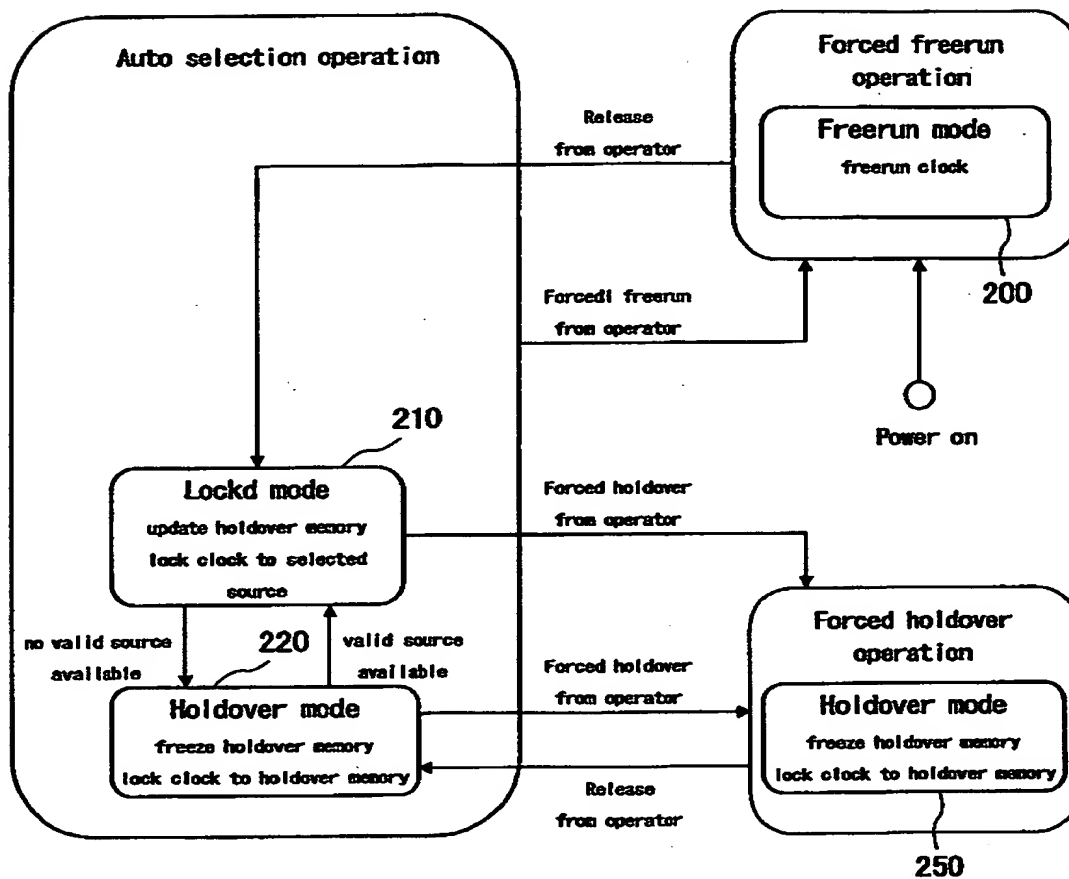 Auto selection operation
Forced freerun
operation
Freerun mode
freerun clock
200
Release
from operator
Forcedl freerun
from operator
Power on
210
Lockd mode
update holdover memory
lock clock to selected
source
Forced holdover
from operator
no valid source
available
220
valid source
available
Holdover mode
freeze holdover memory
lock clock to holdover memory
Forced holdover
from operator
Release
from operator
Forced holdover
operation
Holdover mode
freeze holdover memory
lock clock to holdover memory
250